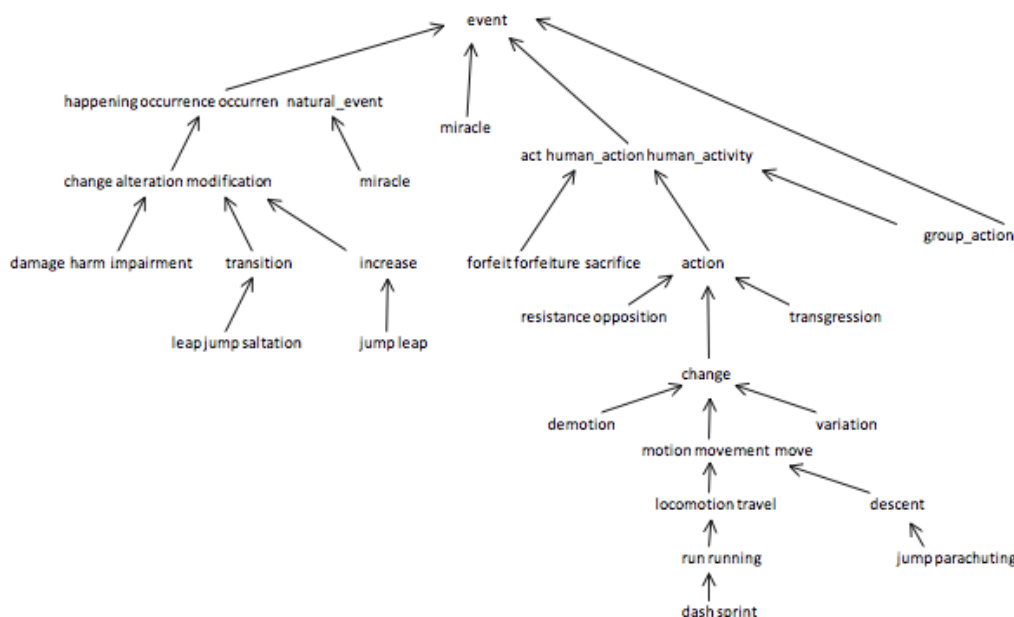 event
happening occurrence occurren natural_event
miracle
act human_action human_activity
change alteration modification
miracle
group_action
damage harm impairment
transition
increase
forfeit forfeiture sacrifice
action
resistance opposition
transgression
leap jump saltation
jump leap
change
demotion
variation
motion movement move
locomotion travel
descent
run running
jump parachuting
dash sprint